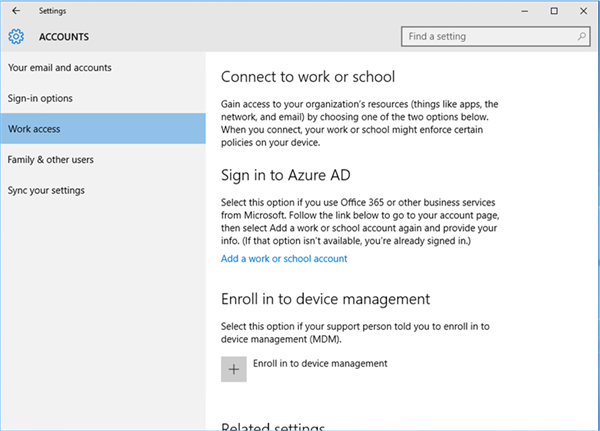 Settings
ACCOUNTS
Find a setting
Your email and accounts
Sign-in options
Work access
Family & other users
Sync your settings
Connect to work or school
Gain access to your organization's resources (things like apps, the
network, and email) by choosing one of the two options below.
When you connect, your work or school might enforce certain
policies on your device.
Sign in to Azure AD
Select this option if you use Office 365 or other business services
from Microsoft. Follow the link below to go to your account page,
then select Add a work or school account again and provide your
info. (If that option isn't available, you're already signed in.)
Add a work or school account
Enroll in to device management
Select this option if your support person told you to enroll in to
device management (MDM).
Enroll in to device management
Related settings